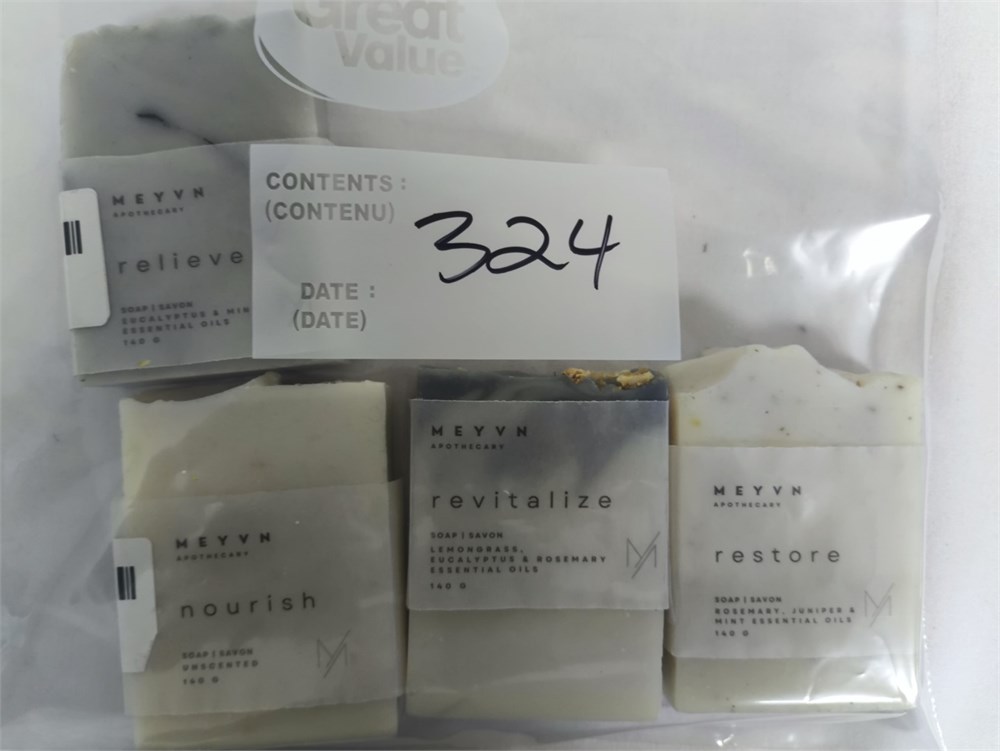 Great
Value
CONTENTS :
(CONTENU)
324
DATE :
(DATE)
MEYVN
APOTHECARY
relieve
SOAP | SAVON
EUCALYPTUS & MIN
ESSENTIAL OILS
140 G
MEYVN
APOTHECARY
nourish
SOAP | SAVON
UNSCENTED
140 G
MEYVN
APOTHECARY
revitalize
SOAP | SAVON
LEMONGRASS,
EUCALYPTUS & ROSEMARY
ESSENTIAL OILS
140 G
MEYVN
APOTHECARY
restore
SOAP | SAVON
ROSEMARY, JUNIPER &
MINT ESSENTIAL OILS
140 G